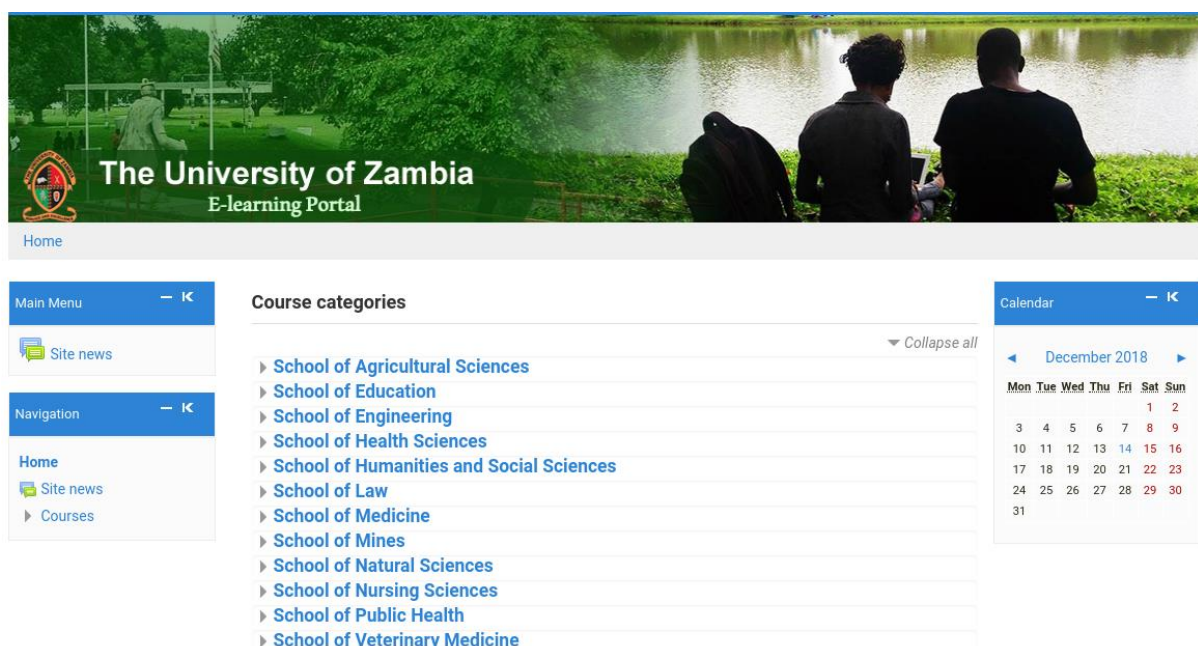 The University of Zambia
E-learning Portal
Home
Main Menu
Site news
Navigation
Home
Site news
Courses
Course categories
Collapse all
School of Agricultural Sciences
School of Education
School of Engineering
School of Health Sciences
School of Humanities and Social Sciences
School of Law
School of Medicine
School of Mines
School of Natural Sciences
School of Nursing Sciences
School of Public Health
School of Veterinary Medicine
Calendar
December 2018
Mon Tue Wed Thu Fri Sat Sun
1 2
3 4 5 6 7 8 9
10 11 12 13 14 15 16
17 18 19 20 21 22 23
24 25 26 27 28 29 30
31